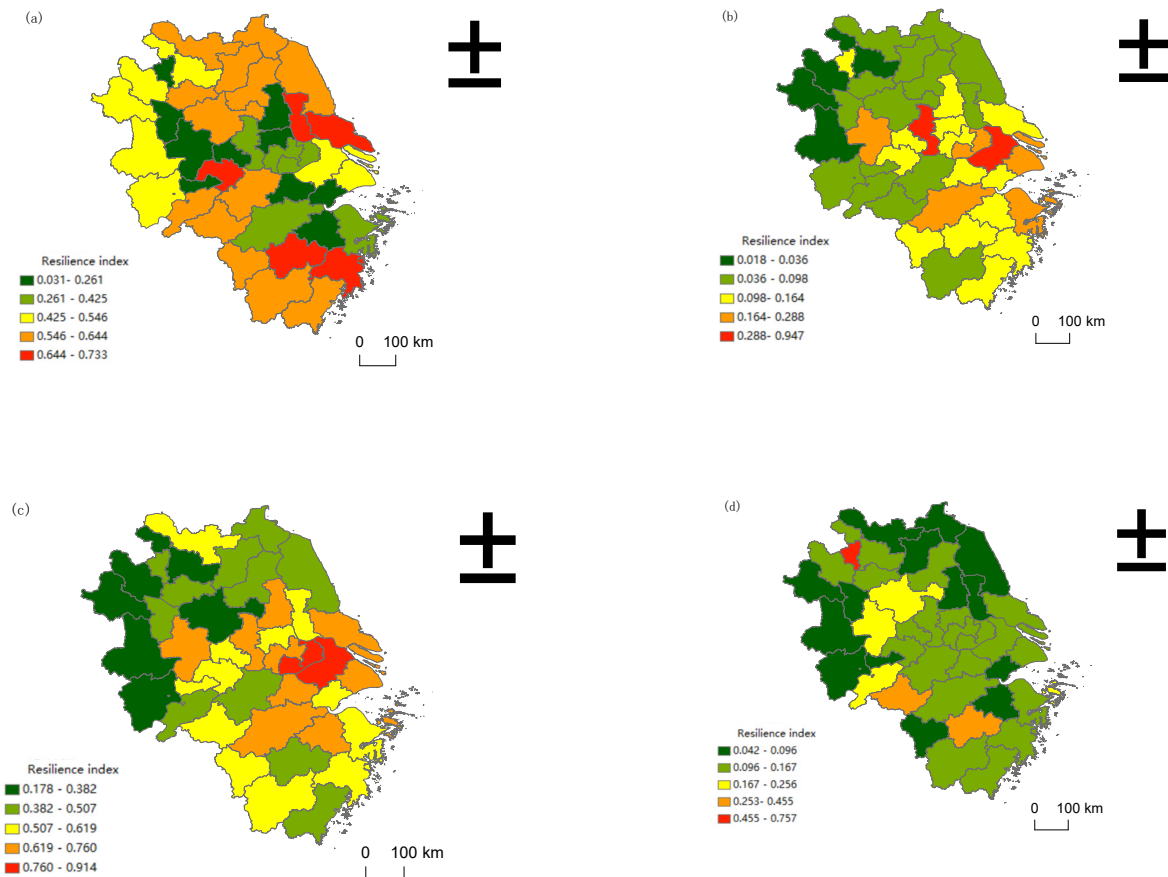 (a)
Resilience index
0.031- 0.261
0.261 - 0.425
0.425 - 0.546
0.546 - 0.644
0.644 - 0.733
0 100 km
(b)
Resilience index
0.018 - 0.036
0.036 - 0.098
0.098- 0.164
0.164- 0.288
0.288- 0.947
0 100 km
(c)
Resilience index
0.178 - 0.382
0.382 - 0.507
0.507 - 0.619
0.619 - 0.760
0.760 - 0.914
0 100 km
(d)
Resilience index
0.042 - 0.096
0.096 - 0.167
0.167 - 0.256
0.253- 0.455
0.455 - 0.757
0 100 km